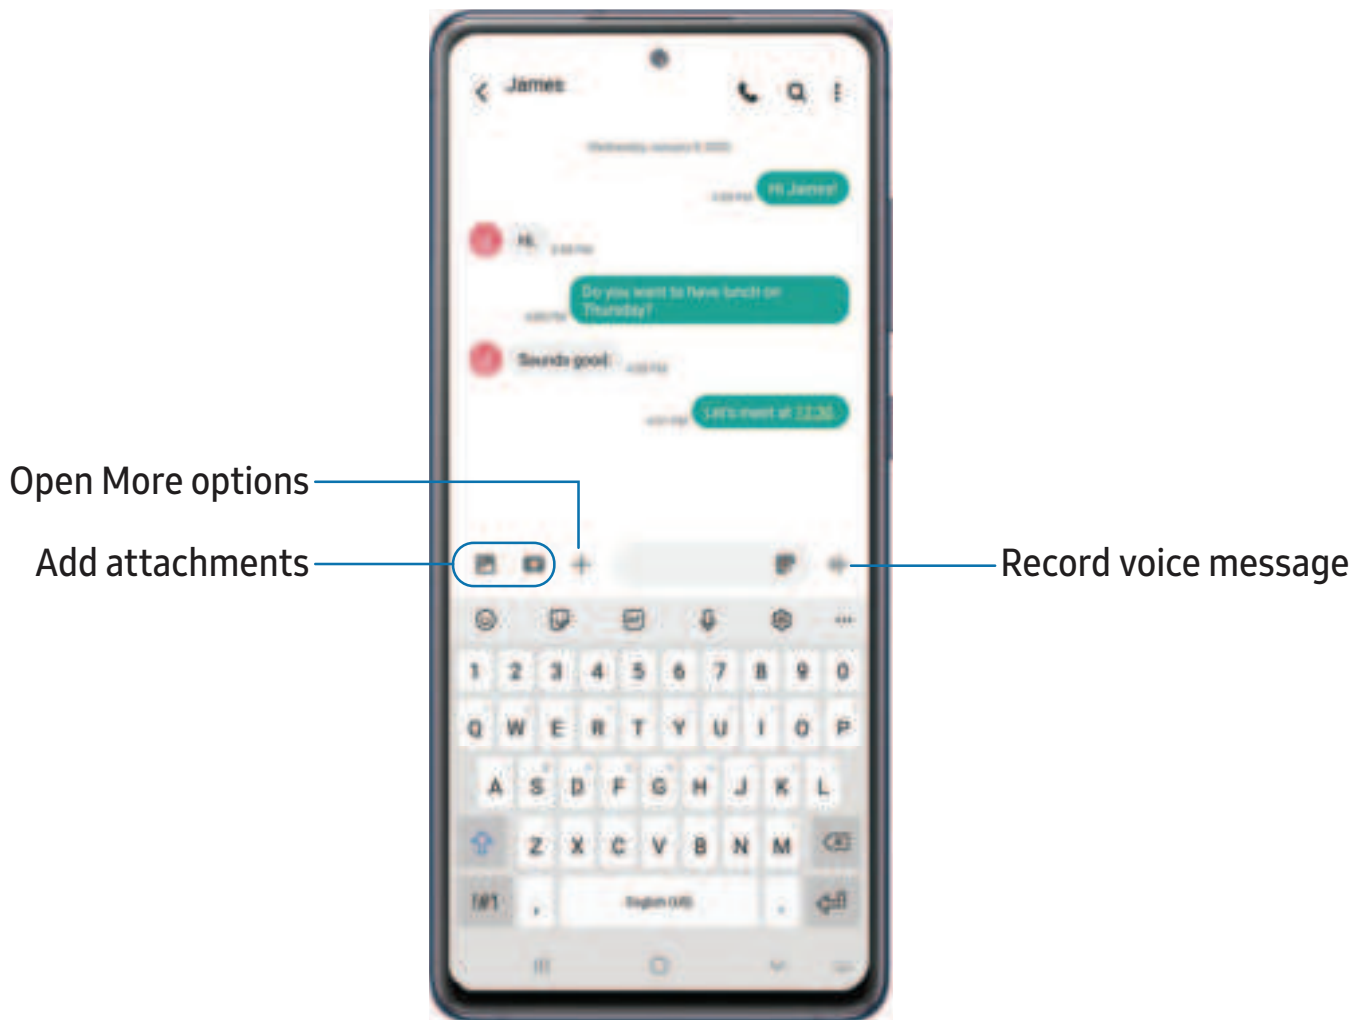 James
Hi James!
Hi.
Do you want to have lunch on
Thursday?
Sounds good
Let's meet at 12:30
Open More options
Add attachments
Record voice message
1 2 3 4 5 6 7 8 9 0
Q W E R T Y U I O P
A S D F G H J K L
Z X C V B N M
!#1 , English (US) .